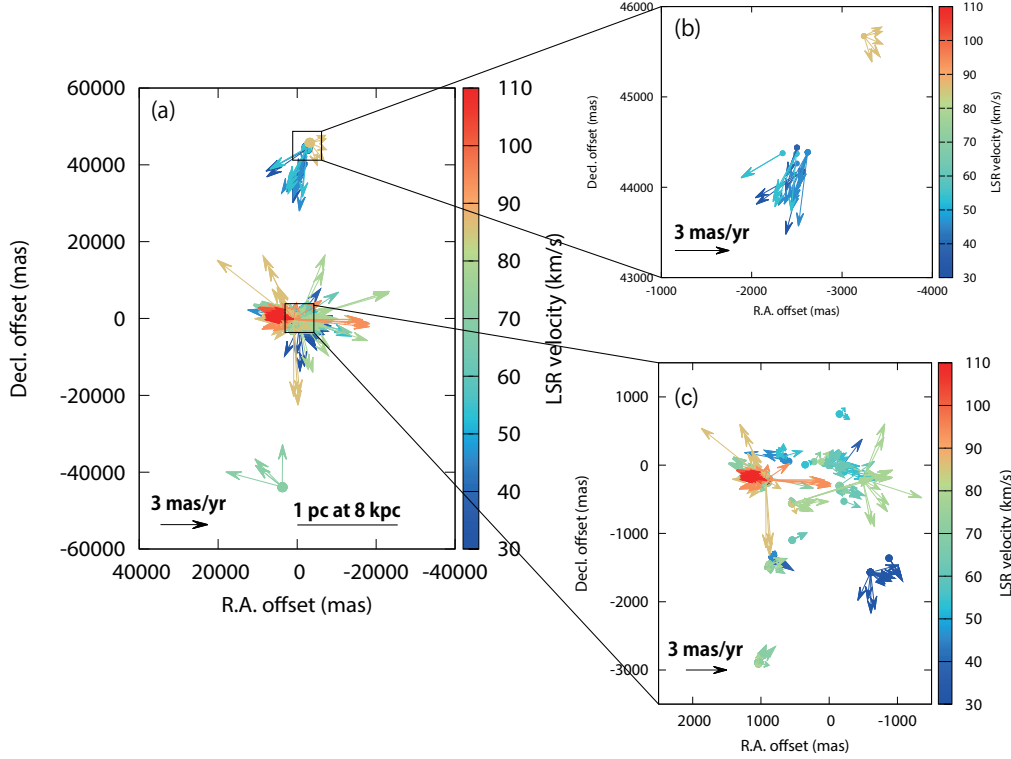 (a)
60000
40000
20000
0
-20000
-40000
-60000
Decl. offset (mas)
40000 20000 0 -20000 -40000
R.A. offset (mas)
3 mas/yr
1 pc at 8 kpc
110
100
90
80
70
60
50
40
30
LSR velocity (km/s)
(b)
46000
45000
44000
43000
Decl. offset (mas)
-1000 -2000 -3000 -4000
R.A. offset (mas)
3 mas/yr
110
100
90
80
70
60
50
40
30
LSR velocity (km/s)
(c)
1000
0
-1000
-2000
-3000
Decl. offset (mas)
2000 1000 0 -1000
R.A. offset (mas)
3 mas/yr
110
100
90
80
70
60
50
40
30
LSR velocity (km/s)